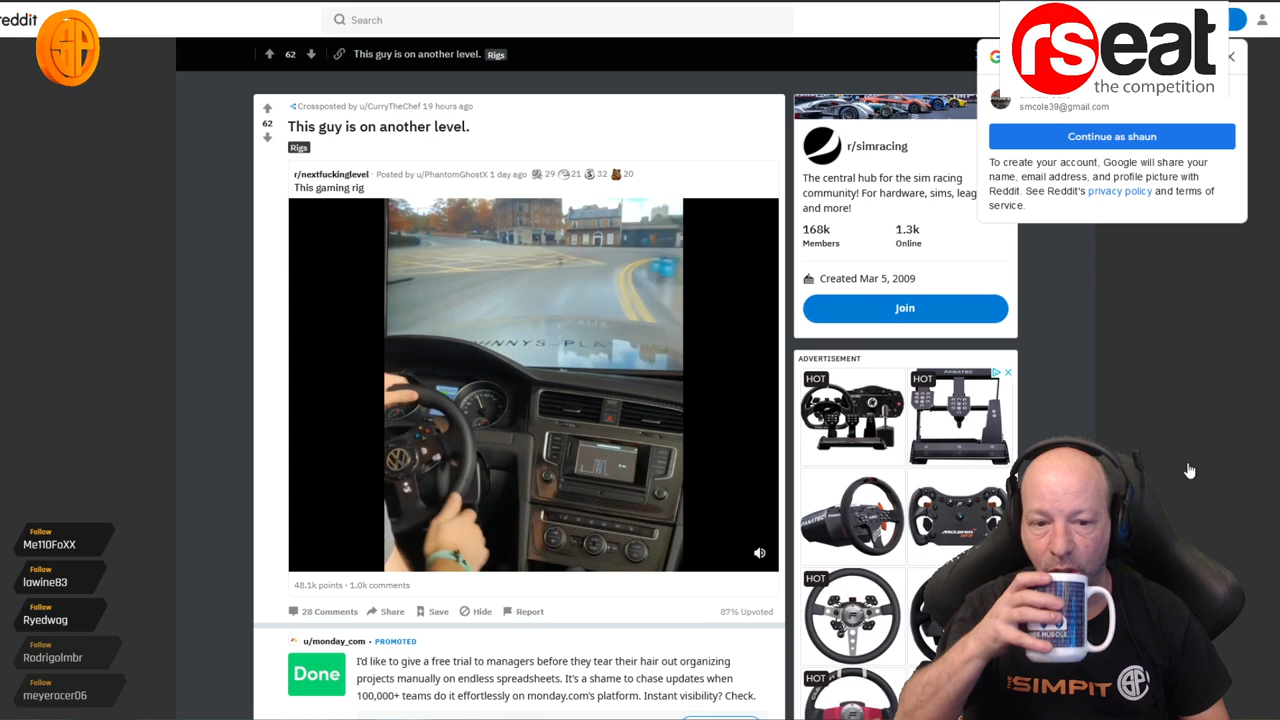 reddit
SP
Search
rseat
the competition
62
This guy is on another level.
Rigs
smcole39@gmail.com
Continue as shaun
To create your account, Google will share your
name, email address, and profile picture with
Reddit. See Reddit's privacy policy and terms of
service.
Crossposted by u/CurryTheChef 19 hours ago
62
This guy is on another level.
Rigs
r/nextfuckinglevel · Posted by u/PhantomGhostX 1 day ago 29 21 32 20
This gaming rig
48.1k points · 1.0k comments
28 Comments Share Save Hide Report 87% Upvoted
u/monday_com • PROMOTED
Done
I'd like to give a free trial to managers before they tear their hair out organizing
projects manually on endless spreadsheets. It's a shame to chase updates when
100,000+ teams do it effortlessly on monday.com's platform. Instant visibility? Check.
r/simracing
The central hub for the sim racing
community! For hardware, sims, leag
and more!
168k 1.3k
Members Online
Created Mar 5, 2009
Join
ADVERTISEMENT
HOT
HOT
FANATEC
FANATEC
McLaren
HOT
HOT
Follow
Me110FoXX
lawine83
Follow
Ryedwag
Follow
Rodrigolmbr
Follow
meyeracer06
Follow
SIMPIT